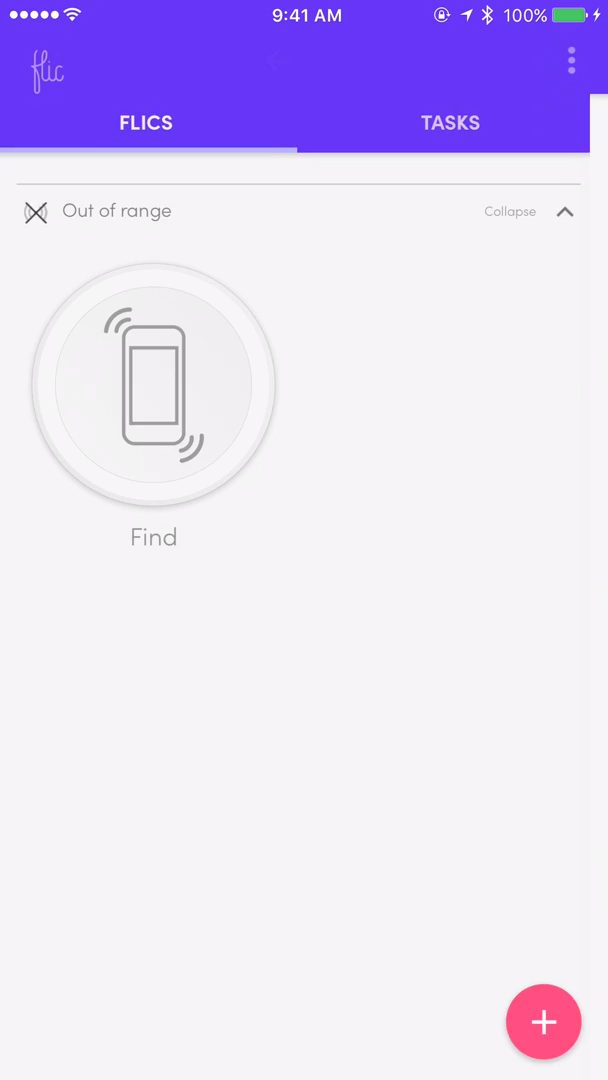 9:41 AM
100%
flic
FLICS
TASKS
Out of range
Collapse
Find